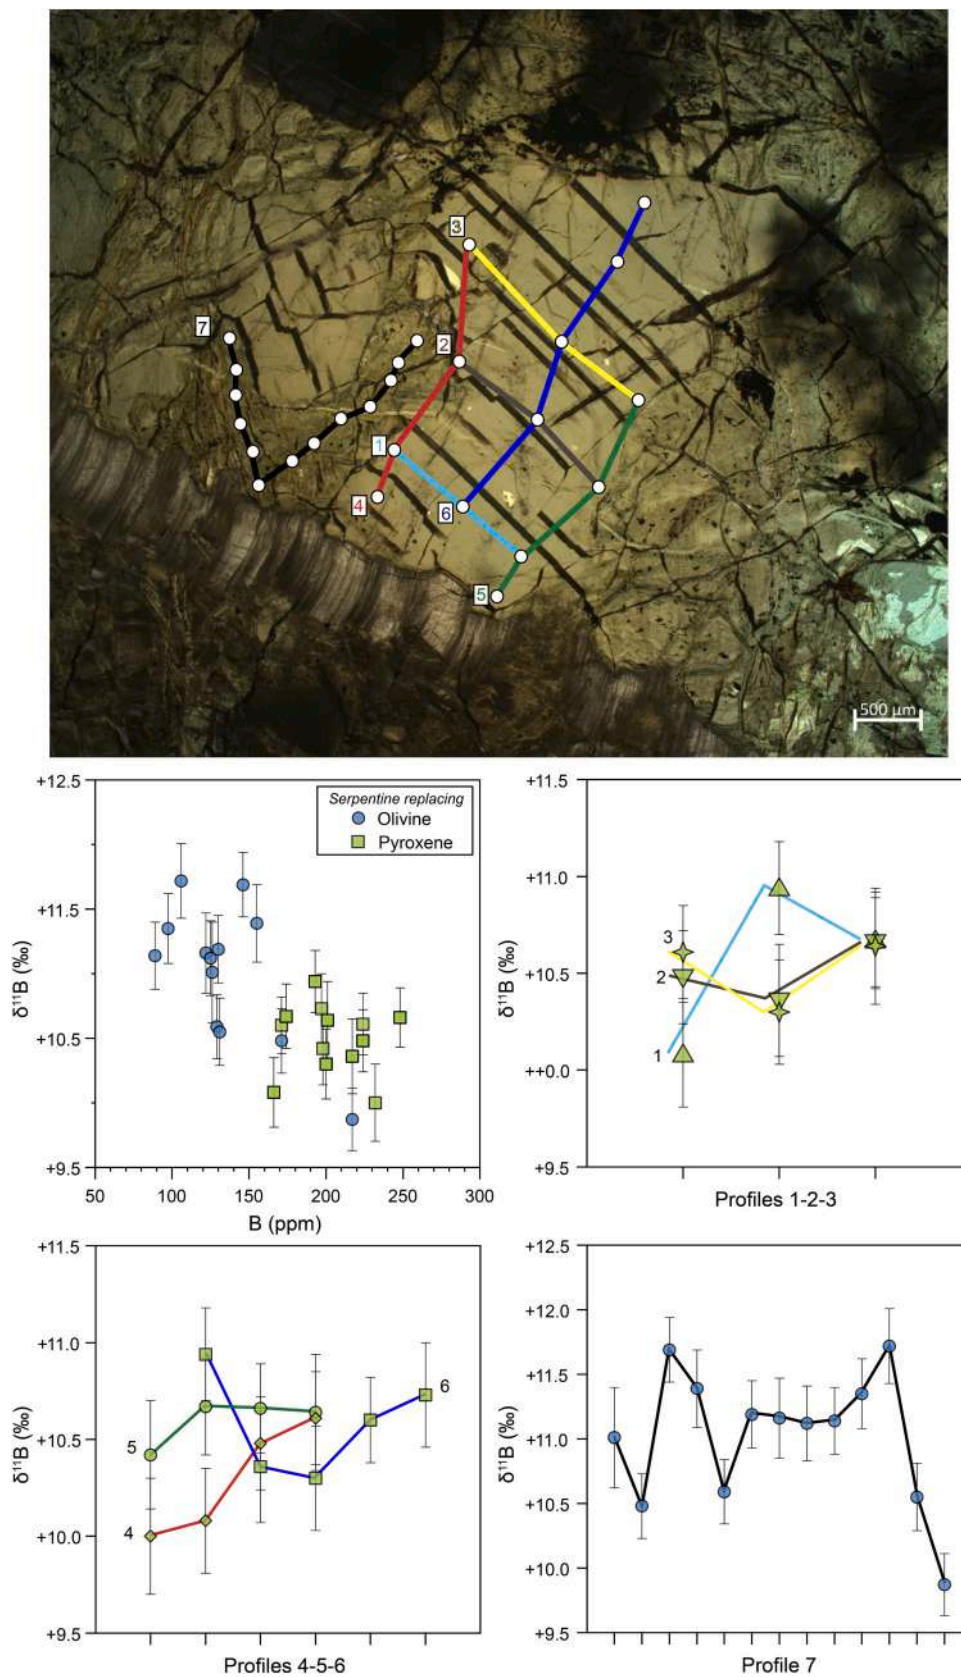 3
7
2
1
4
6
5
500 µm
+12.5
+11.5
+10.5
+9.5
δ¹¹B (‰)
Serpentine replacing
Olivine
Pyroxene
50 100 150 200 250 300
B (ppm)
+11.5
+11.0
+10.5
++0.0
+9.5
δ¹¹B (‰)
3
2
1
Profiles 1-2-3
+11.5
+11.0
+10.5
+10.0
+9.5
δ¹¹B (‰)
5
4
6
Profiles 4-5-6
+12.5
+12.0
+11.5
+11.0
+10.5
+10.0
+9.5
δ¹¹B (‰)
Profile 7